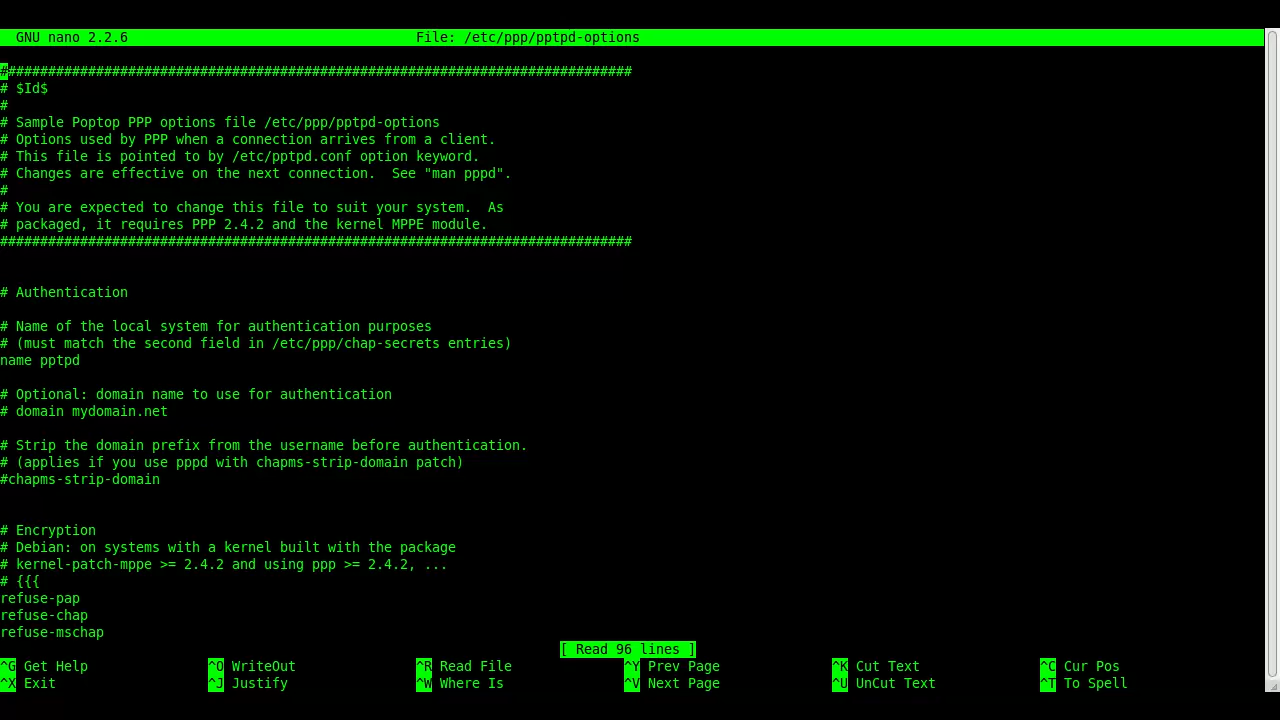 GNU nano 2.2.6 File: /etc/ppp/pptpd-options
###############################################################################
# $Id$
#
# Sample Poptop PPP options file /etc/ppp/pptpd-options
# Options used by PPP when a connection arrives from a client.
# This file is pointed to by /etc/pptpd.conf option keyword.
# Changes are effective on the next connection.  See "man pppd".
#
# You are expected to change this file to suit your system.  As
# packaged, it requires PPP 2.4.2 and the kernel MPPE module.
###############################################################################
# Authentication
# Name of the local system for authentication purposes
# (must match the second field in /etc/ppp/chap-secrets entries)
name pptpd
# Optional: domain name to use for authentication
# domain mydomain.net
# Strip the domain prefix from the username before authentication.
# (applies if you use pppd with chapms-strip-domain patch)
#chapms-strip-domain
# Encryption
# Debian: on systems with a kernel built with the package
# kernel-patch-mppe >= 2.4.2 and using ppp >= 2.4.2, ...
# {{{
refuse-pap
refuse-chap
refuse-mschap
[ Read 96 lines ]
^G Get Help ^O WriteOut ^R Read File ^Y Prev Page ^K Cut Text ^C Cur Pos
^X Exit ^J Justify ^W Where Is ^V Next Page ^U UnCut Text ^T To Spell